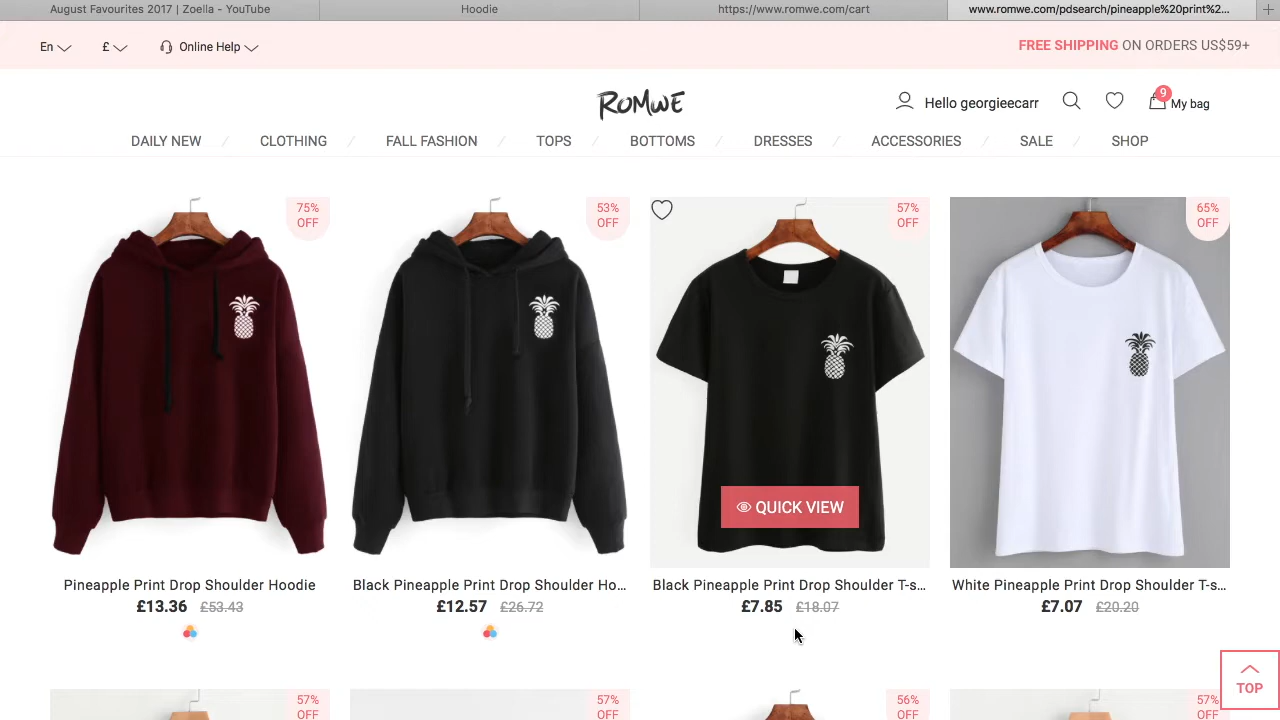 August Favourites 2017 | Zoella - YouTube
Hoodie
https://www.romwe.com/cart
www.romwe.com/pdsearch/pineapple%20print%2...
En
£
Online Help
FREE SHIPPING ON ORDERS US$59+
ROMWE
Hello georgieecarr
9
My bag
DAILY NEW / CLOTHING / FALL FASHION / TOPS / BOTTOMS / DRESSES / ACCESSORIES / SALE / SHOP
75%
OFF
53%
OFF
57%
OFF
65%
OFF
QUICK VIEW
Pineapple Print Drop Shoulder Hoodie
£13.36 £53.43
Black Pineapple Print Drop Shoulder Ho...
£12.57 £26.72
Black Pineapple Print Drop Shoulder T-s...
£7.85 £18.07
White Pineapple Print Drop Shoulder T-s...
£7.07 £20.20
TOP
57%
OFF
57%
OFF
56%
OFF
57%
OFF